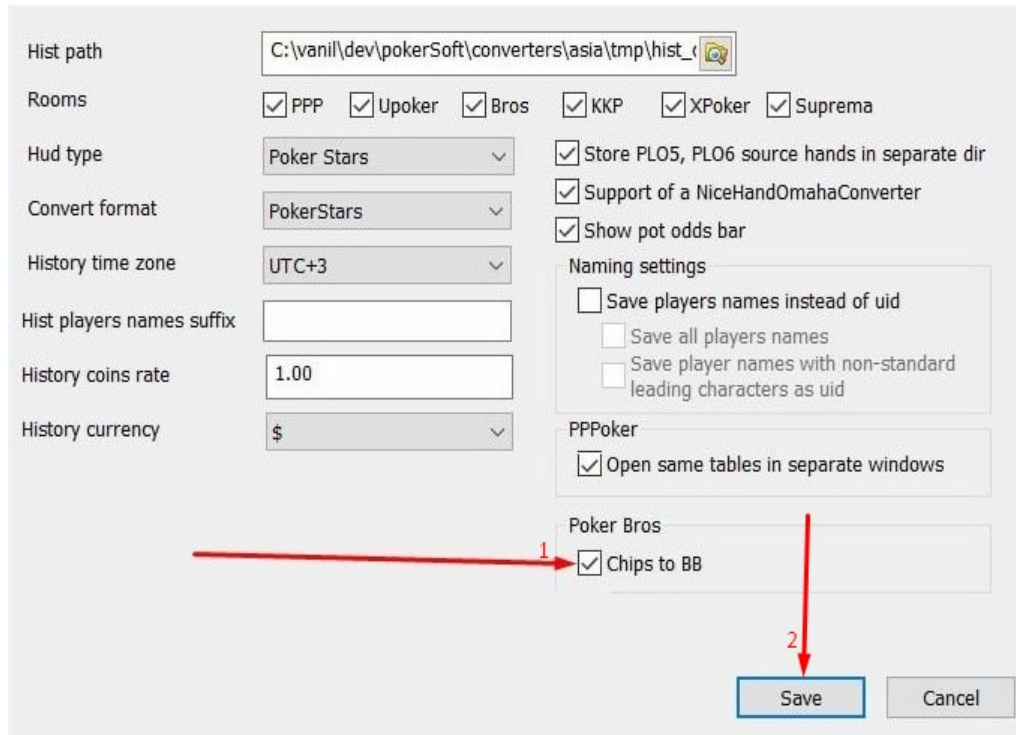 Hist path
C:\vanil\dev\pokerSoft\converters\asia\tmp\hist_
Rooms
PPP Upoker Bros KKP XPoker Suprema
Hud type
Poker Stars
Convert format
PokerStars
History time zone
UTC+3
Hist players names suffix
History coins rate
1.00
History currency
$
Store PLO5, PLO6 source hands in separate dir
Support of a NiceHandOmahaConverter
Show pot odds bar
Naming settings
Save players names instead of uid
Save all players names
Save player names with non-standard
leading characters as uid
PPPoker
Open same tables in separate windows
Poker Bros
1
Chips to BB
2
Save Cancel